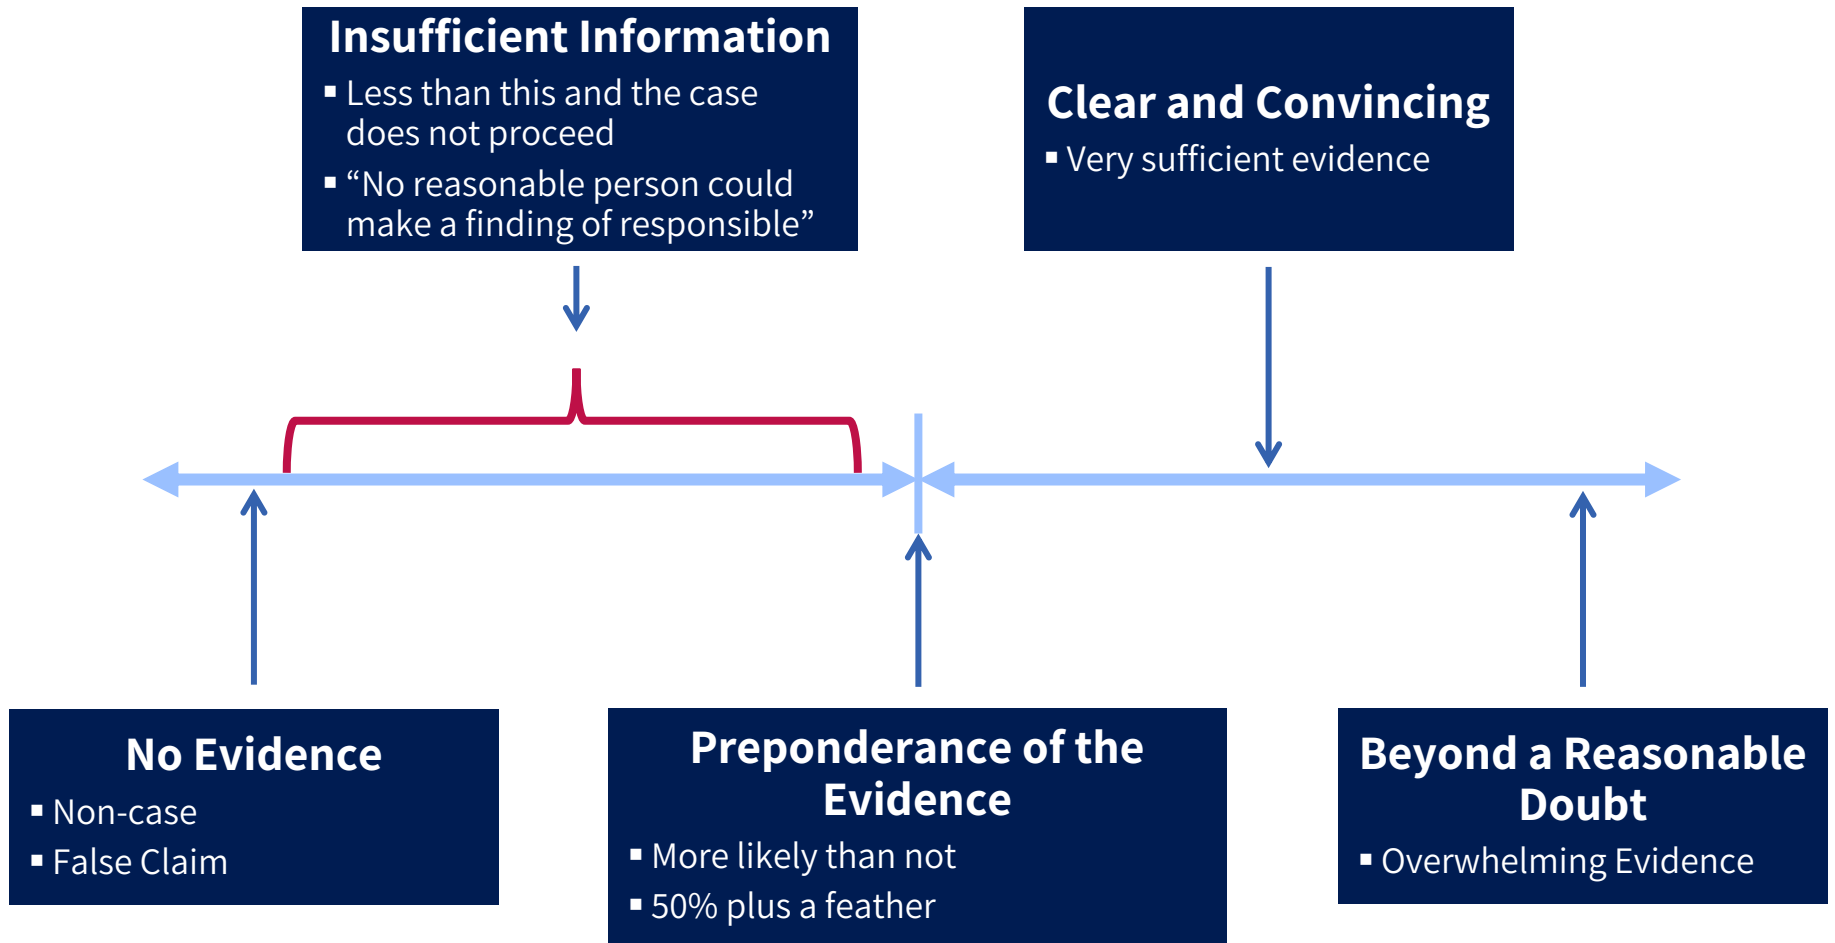 Insufficient Information
▪ Less than this and the case
does not proceed
▪ “No reasonable person could
make a finding of responsible”
Clear and Convincing
▪ Very sufficient evidence
No Evidence
▪ Non-case
▪ False Claim
Preponderance of the
Evidence
▪ More likely than not
▪ 50% plus a feather
Beyond a Reasonable
Doubt
▪ Overwhelming Evidence